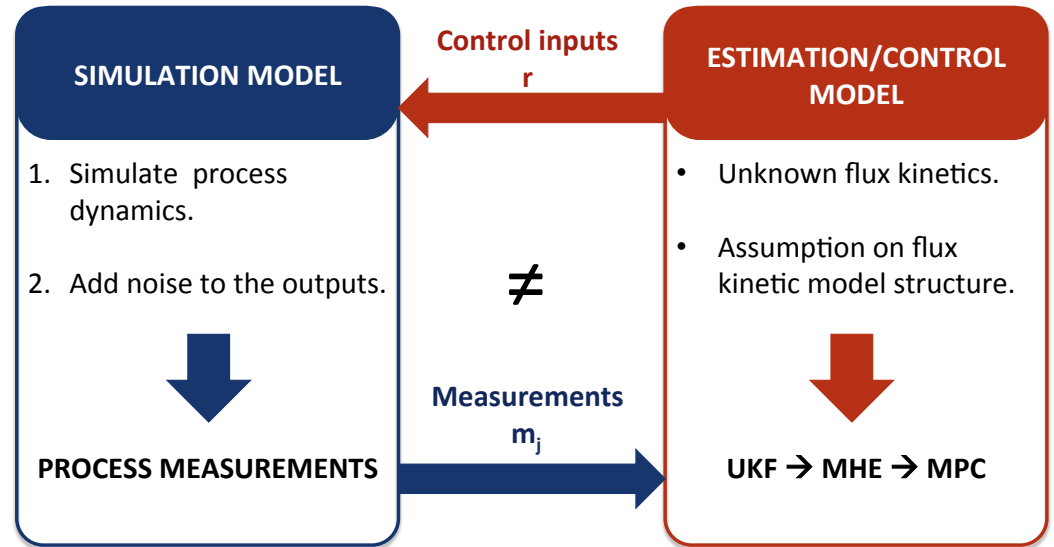 SIMULATION MODEL
1. Simulate process
dynamics.
2. Add noise to the outputs.
PROCESS MEASUREMENTS
Control inputs
r
≠
Measurements
mⱼ
ESTIMATION/CONTROL
MODEL
• Unknown flux kinetics.
• Assumption on flux
kinetic model structure.
UKF → MHE → MPC